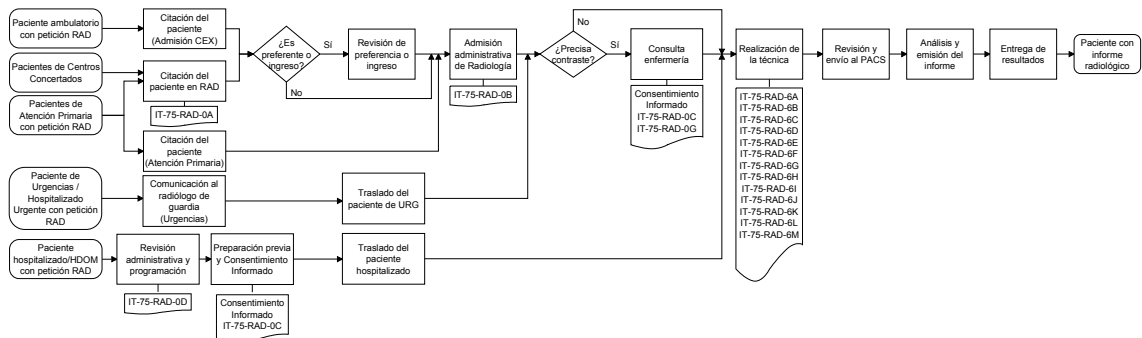 Paciente ambulatorio
con petición RAD
Citación del
paciente
(Admisión CEX)
¿Es
preferente o
ingreso?
Sí
No
Revisión de
preferencia o
ingreso
Admisión
administrativa
de Radiología
IT-75-RAD-0B
¿Precisa
contraste?
No
Sí
Consulta
enfermería
Consentimiento
Informado
IT-75-RAD-0C
IT-75-RAD-0G
Realización de
la técnica
IT-75-RAD-6A
IT-75-RAD-6B
IT-75-RAD-6C
IT-75-RAD-6D
IT-75-RAD-6E
IT-75-RAD-6F
IT-75-RAD-6G
IT-75-RAD-6H
IT-75-RAD-6I
IT-75-RAD-6J
IT-75-RAD-6K
IT-75-RAD-6L
IT-75-RAD-6M
Revisión y
envío al PACS
Análisis y
emisión del
informe
Entrega de
resultados
Paciente con
informe
radiológico
Pacientes de Centros
Concertados
Citación del
paciente en RAD
IT-75-RAD-0A
Pacientes de
Atención Primaria
con petición RAD
Citación del
paciente
(Atención Primaria)
Paciente de
Urgencias /
Hospitalizado
Urgente con petición
RAD
Comunicación al
radiólogo de
guardia
(Urgencias)
Traslado del
paciente de URG
Paciente
hospitalizado/HDOM
con petición RAD
Revisión
administrativa y
programación
IT-75-RAD-0D
Preparación previa
y Consentimiento
Informado
Consentimiento
Informado
IT-75-RAD-0C
Traslado del
paciente
hospitalizado